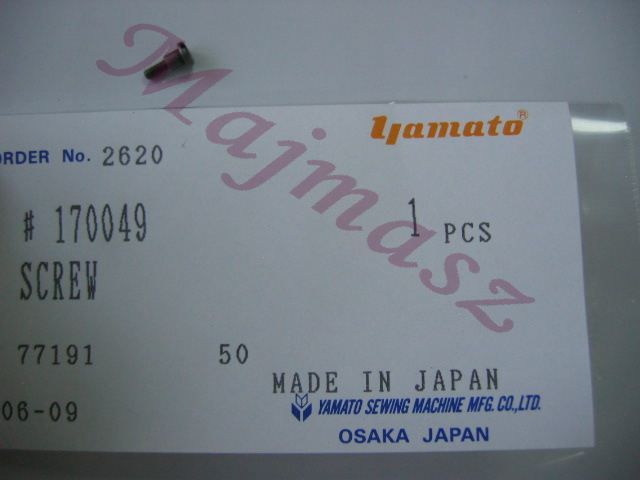 yamato®
ORDER No. 2620
# 170049 1 PCS
SCREW
77191 50
MADE IN JAPAN
06-09
YAMATO SEWING MACHINE MFG. CO.,LTD.
OSAKA JAPAN
Majmasz